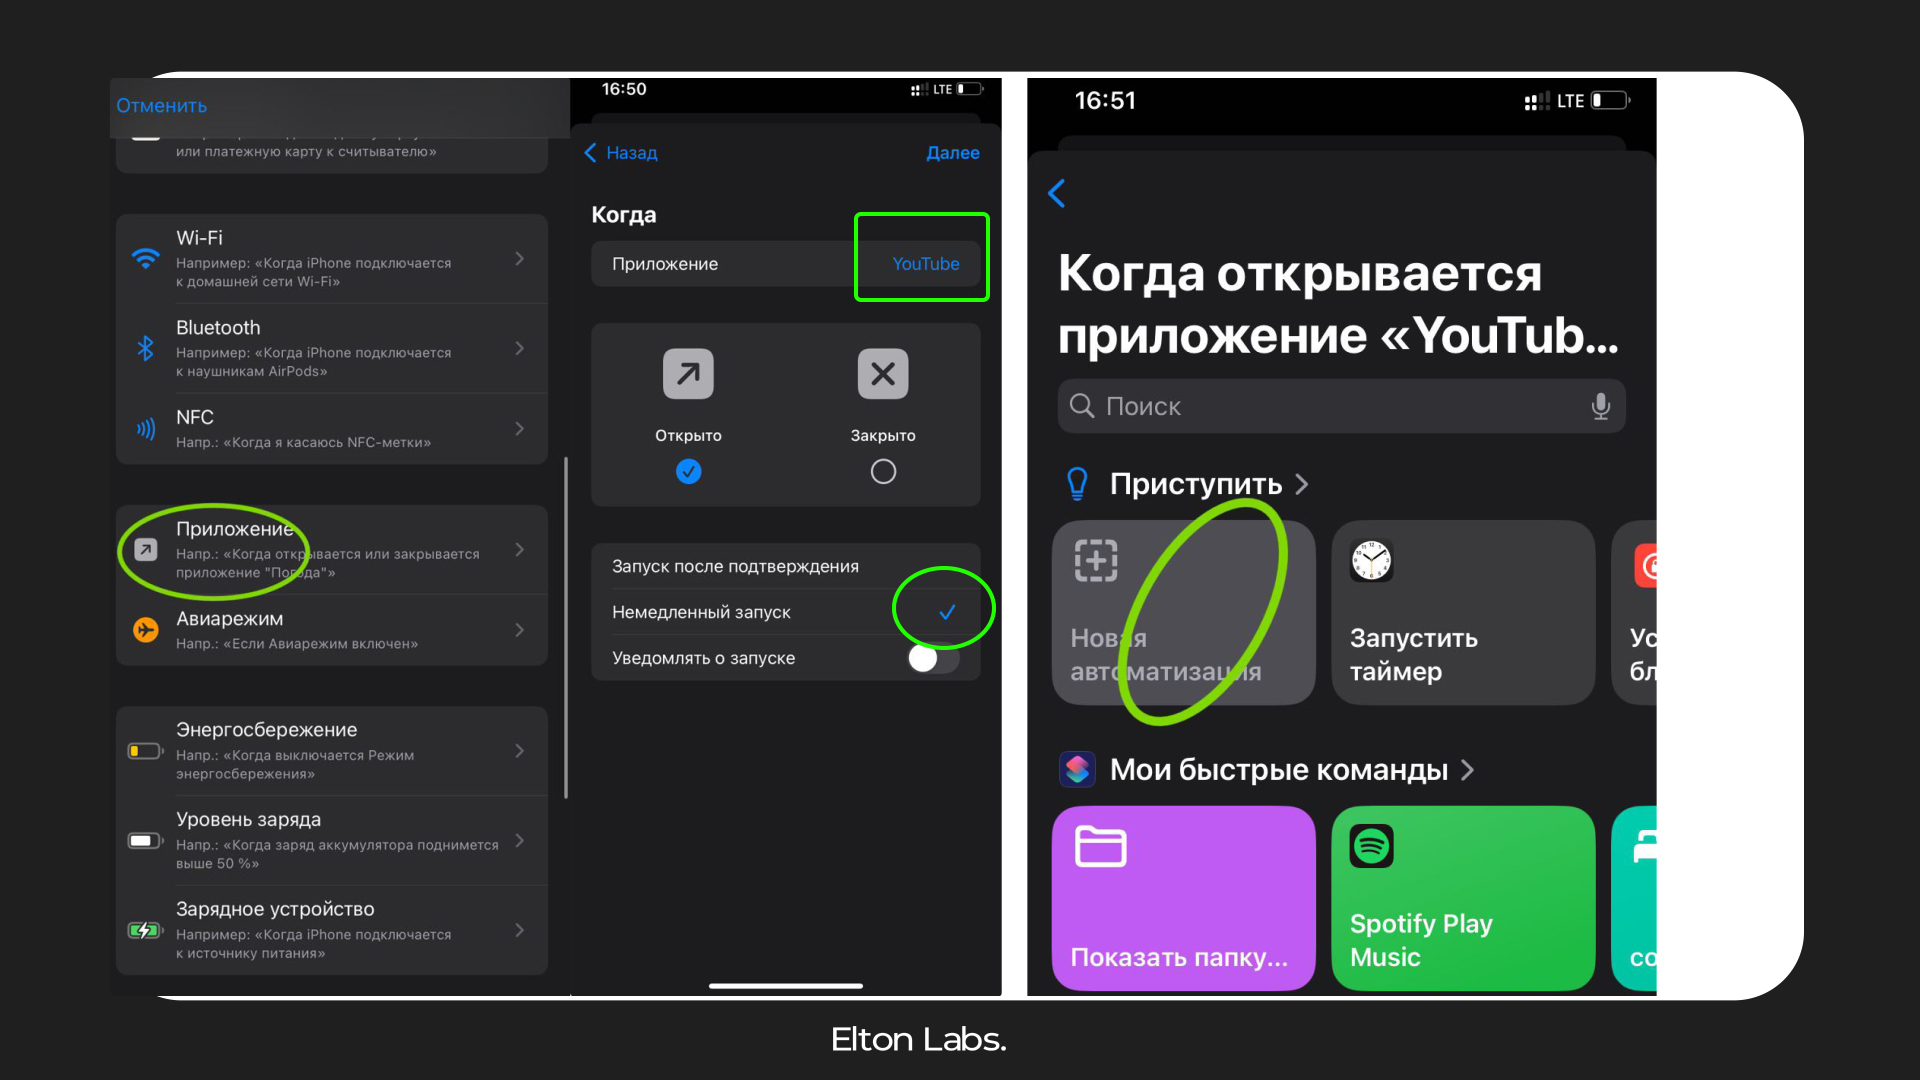 Отменить
или платежную карту к считывателю»
Wi-Fi
Например: «Когда iPhone подключается
к домашней сети Wi-Fi»
Bluetooth
Например: «Когда iPhone подключается
к наушникам AirPods»
NFC
Напр.: «Когда я касаюсь NFC-метки»
Приложение
Напр.: «Когда открывается или закрывается
приложение "Погода"»
Авиарежим
Напр.: «Если Авиарежим включен»
Энергосбережение
Напр.: «Когда выключается Режим
энергосбережения»
Уровень заряда
Напр.: «Когда заряд аккумулятора поднимется
выше 50 %»
Зарядное устройство
Например: «Когда iPhone подключается
к источнику питания»
16:50
LTE
Назад
Далее
Когда
Приложение
YouTube
Открыто
Закрыто
Запуск после подтверждения
Немедленный запуск
Уведомлять о запуске
16:51
LTE
Когда открывается
приложение «YouTub...
Поиск
Приступить
Новая
автоматизация
Запустить
таймер
Ус
бл
Мои быстрые команды
Показать папку...
Spotify Play
Music
со
Elton Labs.